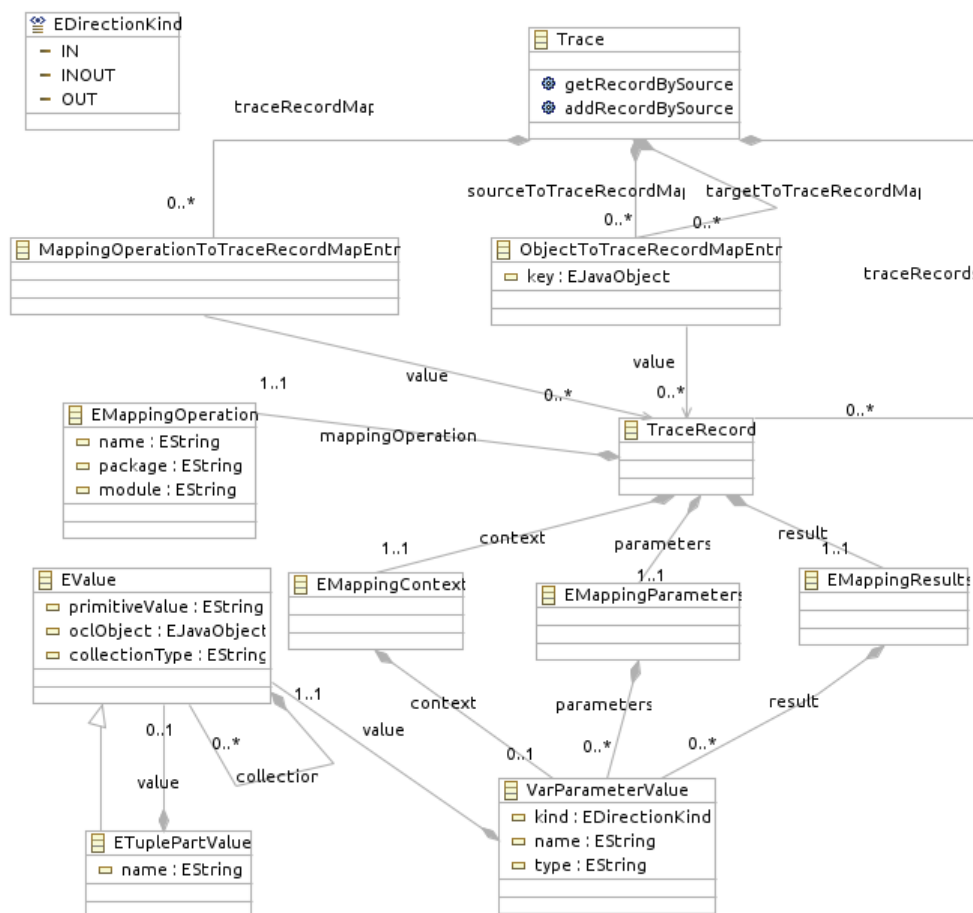 EDirectionKind
IN
INOUT
OUT
Trace
getRecordBySource
addRecordBySource
traceRecordMap
sourceToTraceRecordMap
targetToTraceRecordMap
0..*
0..*
0..*
MappingOperationToTraceRecordMapEntr
ObjectToTraceRecordMapEntr
key : EJavaObject
traceRecords
value
value
0..*
0..*
1..1
EMappingOperation
name : EString
package : EString
module : EString
mappingOperation
TraceRecord
0..*
context
parameters
result
1..1
1..1
1..1
EValue
primitiveValue : EString
oclObject : EJavaObject
collectionType : EString
EMappingContext
EMappingParameters
EMappingResults
1..1
context
parameters
result
0..1
0..*
value
0..1
0..*
0..*
value
collection
ETuplePartValue
name : EString
VarParameterValue
kind : EDirectionKind
name : EString
type : EString